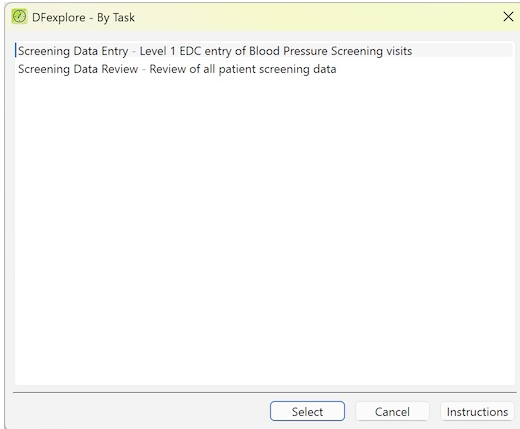 DFexplore - By Task
Screening Data Entry - Level 1 EDC entry of Blood Pressure Screening visits
Screening Data Review - Review of all patient screening data
Select Cancel Instructions